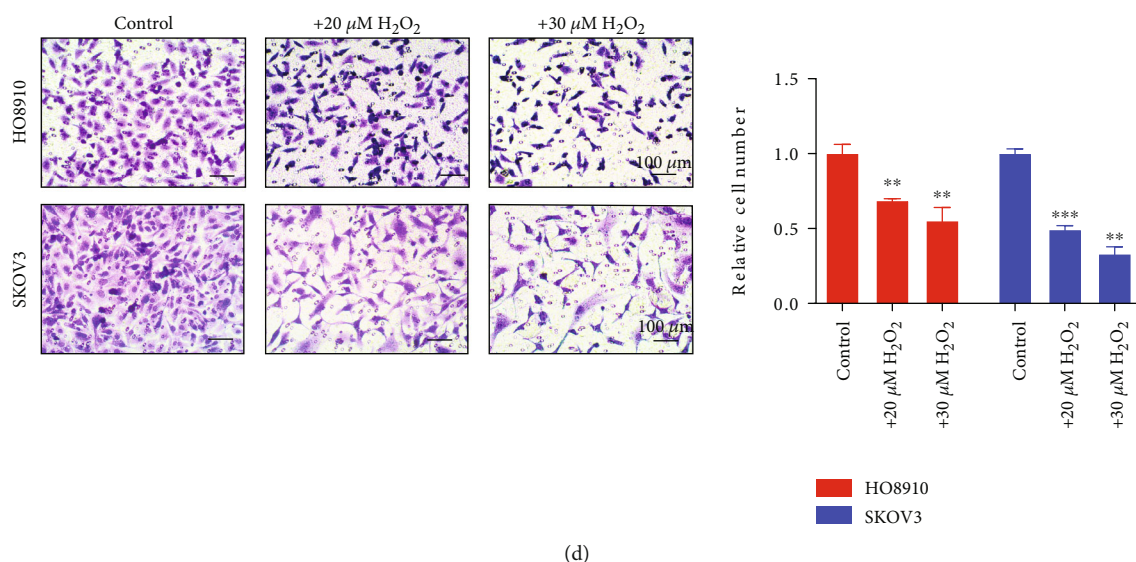 Control
+20 μM H₂O₂
+30 μM H₂O₂
HO8910
100 μm
SKOV3
100 μm
Relative cell number
1.5
1.0
0.5
0.0
**
**
***
**
Control
+20 μM H₂O₂
+30 μM H₂O₂
Control
+20 μM H₂O₂
+30 μM H₂O₂
HO8910
SKOV3
(d)